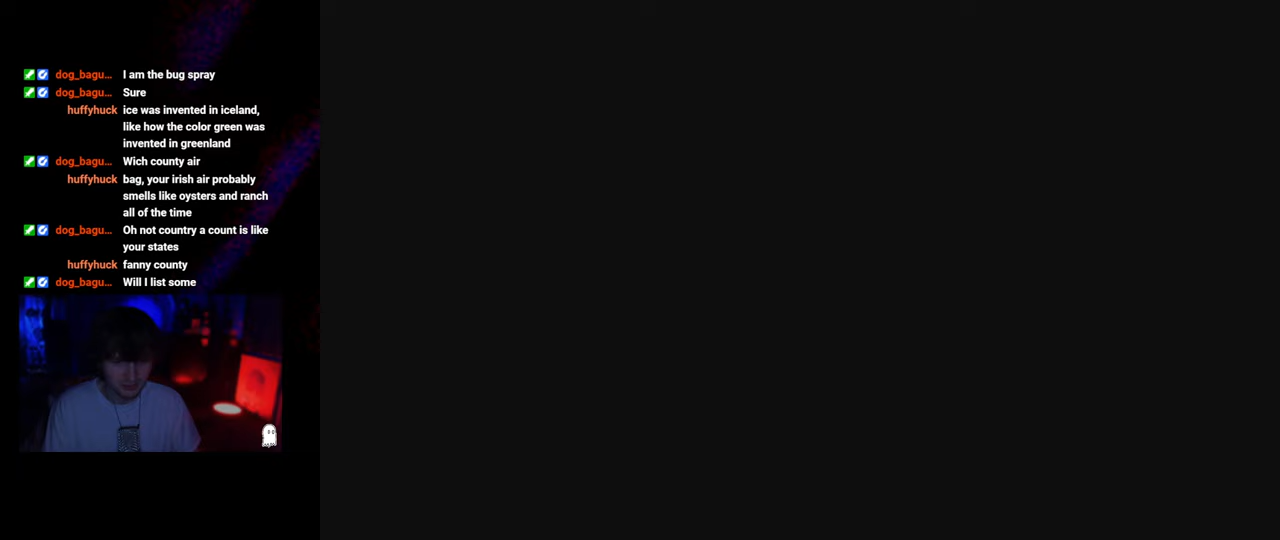 dog_bagu... I am the bug spray
dog_bagu... Sure
huffyhuck ice was invented in iceland,
like how the color green was
invented in greenland
dog_bagu... Wich county air
huffyhuck bag, your irish air probably
smells like oysters and ranch
all of the time
dog_bagu... Oh not country a count is like
your states
huffyhuck fanny county
dog_bagu... Will I list some